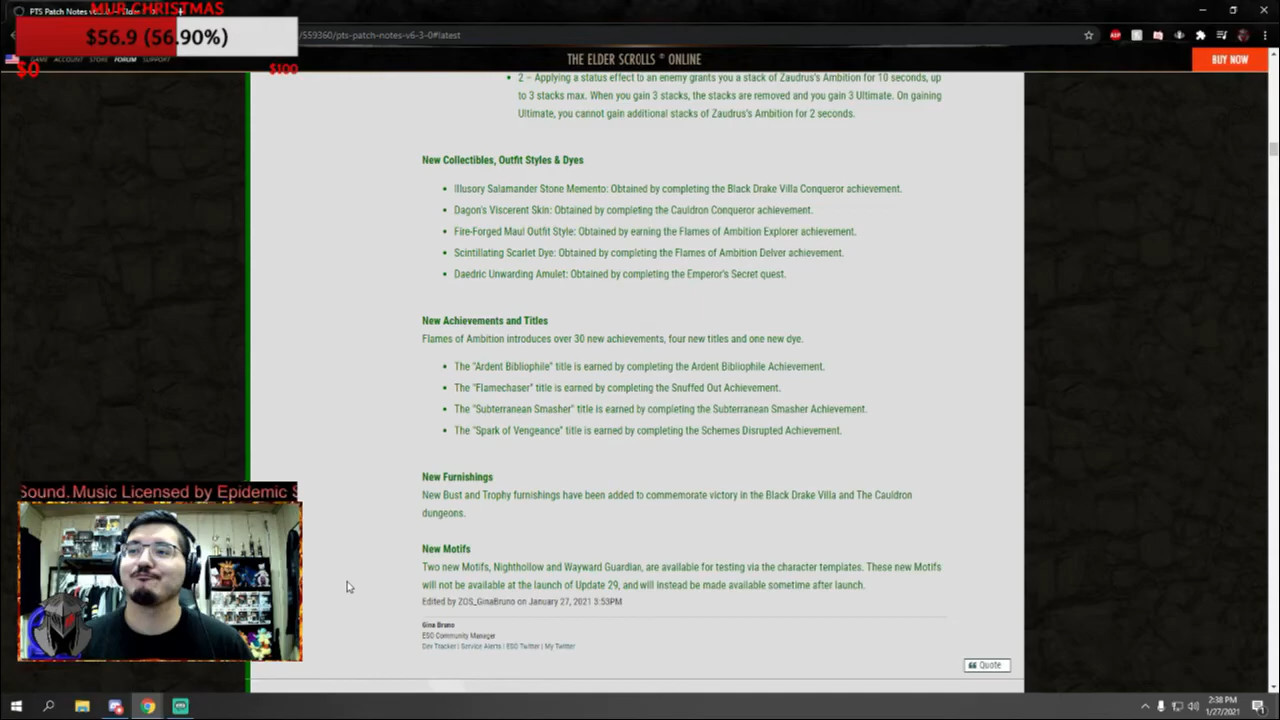 PTS Patch Notes
MUR CHRISTMAS
$56.9 (56.90%)
$0
$100
559360/pts-patch-notes-v6-3-0#latest
GAME ACCOUNT STORE FORUM SUPPORT
THE ELDER SCROLLS ONLINE
BUY NOW
2 - Applying a status effect to an enemy grants you a stack of Zaudrus's Ambition for 10 seconds, up
to 3 stacks max. When you gain 3 stacks, the stacks are removed and you gain 3 Ultimate. On gaining
Ultimate, you cannot gain additional stacks of Zaudrus's Ambition for 2 seconds.
New Collectibles, Outfit Styles & Dyes
Illusory Salamander Stone Memento: Obtained by completing the Black Drake Villa Conqueror achievement.
Dagon's Viscerent Skin: Obtained by completing the Cauldron Conqueror achievement.
Fire-Forged Maul Outfit Style: Obtained by earning the Flames of Ambition Explorer achievement.
Scintillating Scarlet Dye: Obtained by completing the Flames of Ambition Delver achievement.
Daedric Unwarding Amulet: Obtained by completing the Emperor's Secret quest.
New Achievements and Titles
Flames of Ambition introduces over 30 new achievements, four new titles and one new dye.
The "Ardent Bibliophile" title is earned by completing the Ardent Bibliophile Achievement.
The "Flamechaser" title is earned by completing the Snuffed Out Achievement.
The "Subterranean Smasher" title is earned by completing the Subterranean Smasher Achievement.
The "Spark of Vengeance" title is earned by completing the Schemes Disrupted Achievement.
New Furnishings
New Bust and Trophy furnishings have been added to commemorate victory in the Black Drake Villa and The Cauldron
dungeons.
New Motifs
Two new Motifs, Nighthollow and Wayward Guardian, are available for testing via the character templates. These new Motifs
will not be available at the launch of Update 29, and will instead be made available sometime after launch.
Edited by ZOS_GinaBruno on January 27, 2021 3:53PM
Gina Bruno
ESO Community Manager
Dev Tracker | Service Alerts | ESO Twitter | My Twitter
Quote
Sound. Music Licensed by Epidemic S
2:38 PM
1/27/2021